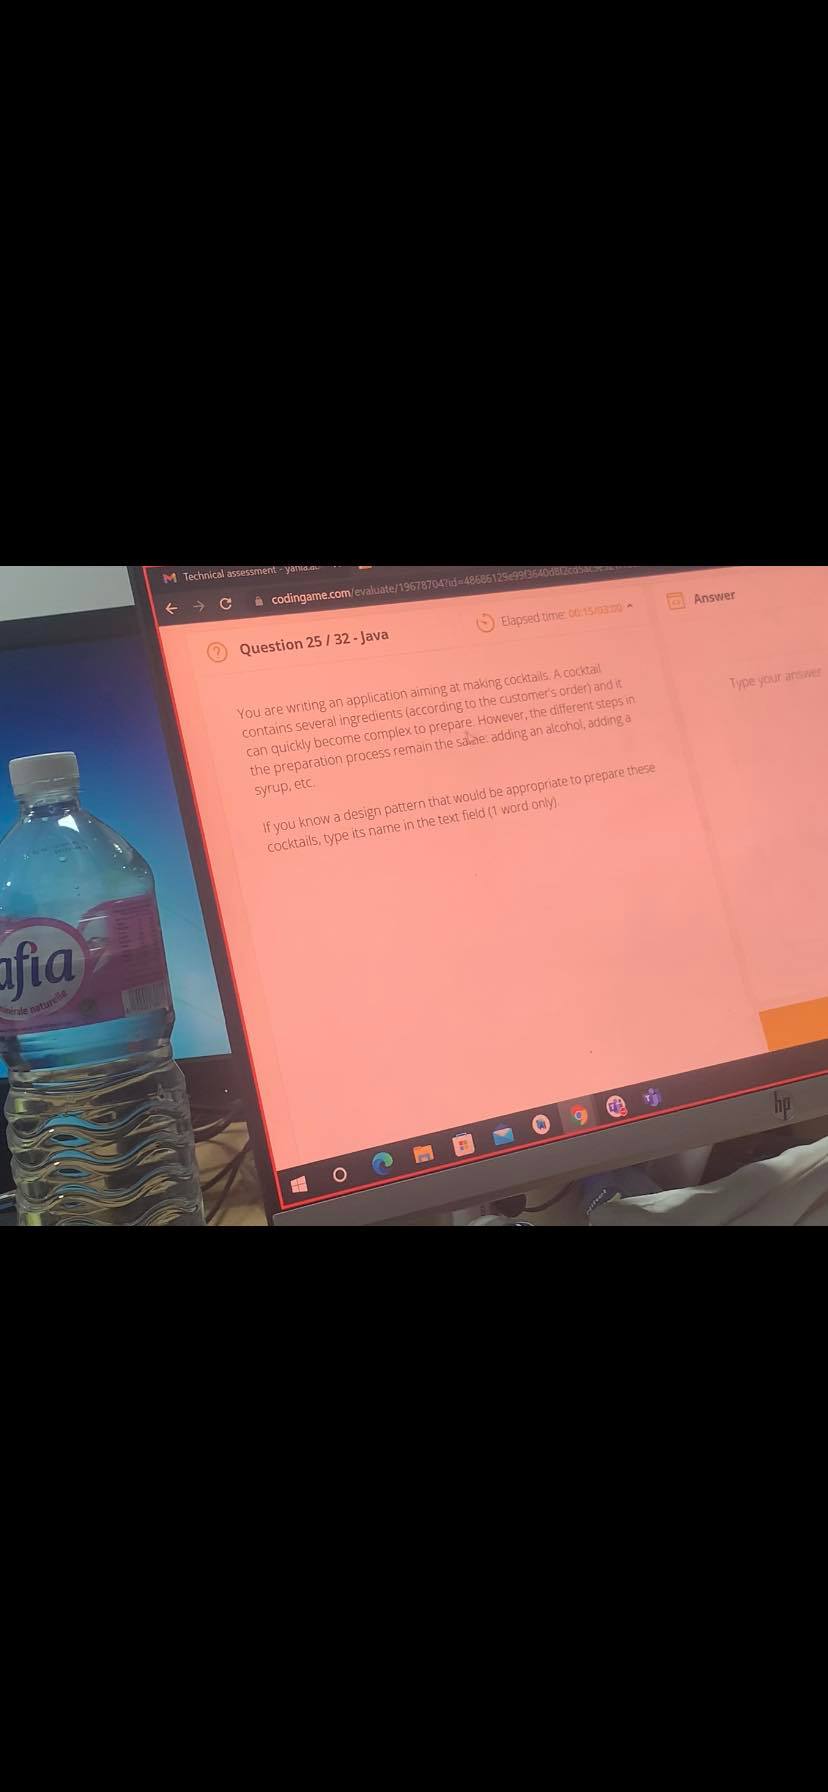 Technical assessment -
codingame.com/evaluate/19678704?id=48686129e99f3640d8f2cd5ac
Question 25 / 32 - Java
Elapsed time: 00:15/03:00
Answer
You are writing an application aiming at making cocktails. A cocktail
contains several ingredients (according to the customer's order) and it
can quickly become complex to prepare. However, the different steps in
the preparation process remain the same: adding an alcohol, adding a
syrup, etc.
If you know a design pattern that would be appropriate to prepare these
cocktails, type its name in the text field (1 word only).
Type your answer
afia
minérale naturelle
hp